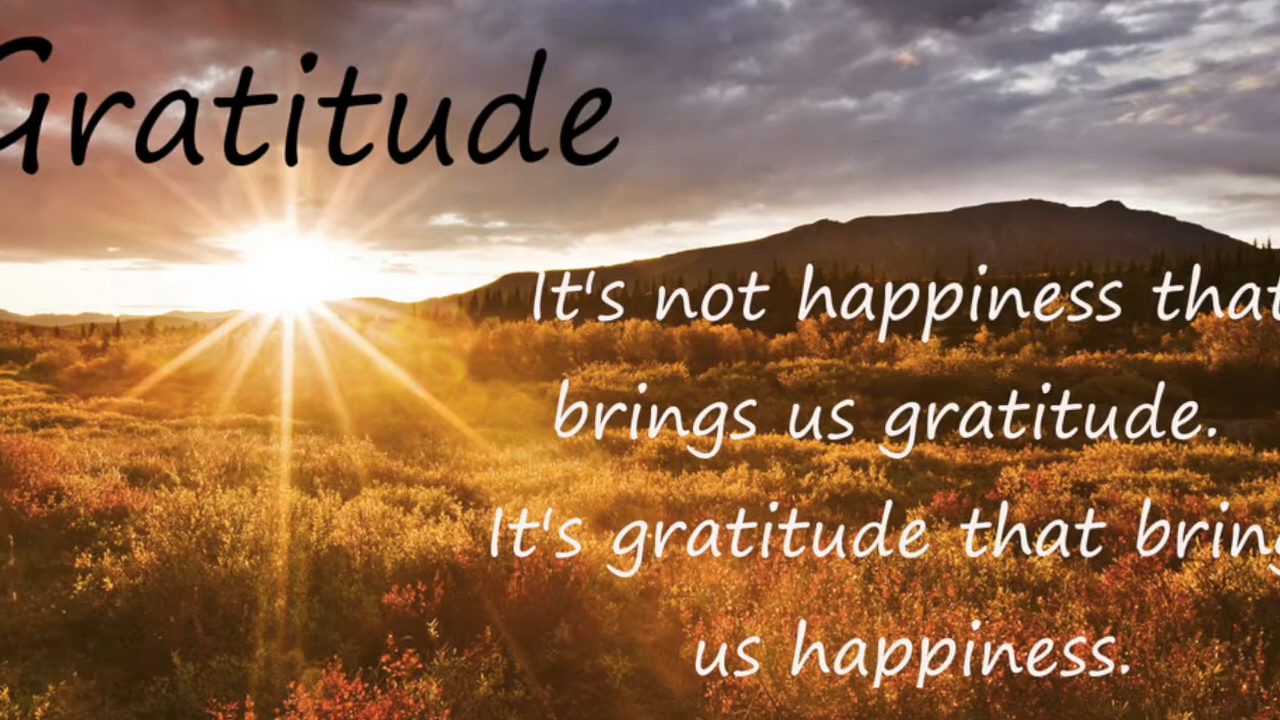 Gratitude
It's not happiness that
brings us gratitude.
It's gratitude that bring
us happiness.